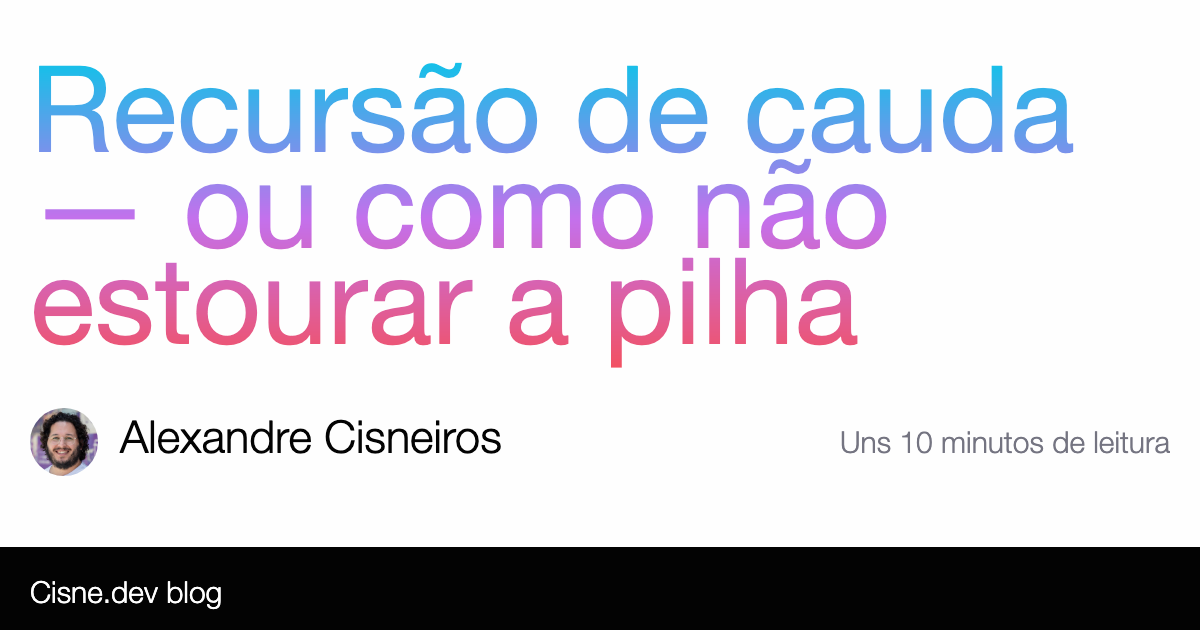 Recursão de cauda
— ou como não
estourar a pilha
Alexandre Cisneiros
Uns 10 minutos de leitura
Cisne.dev blog